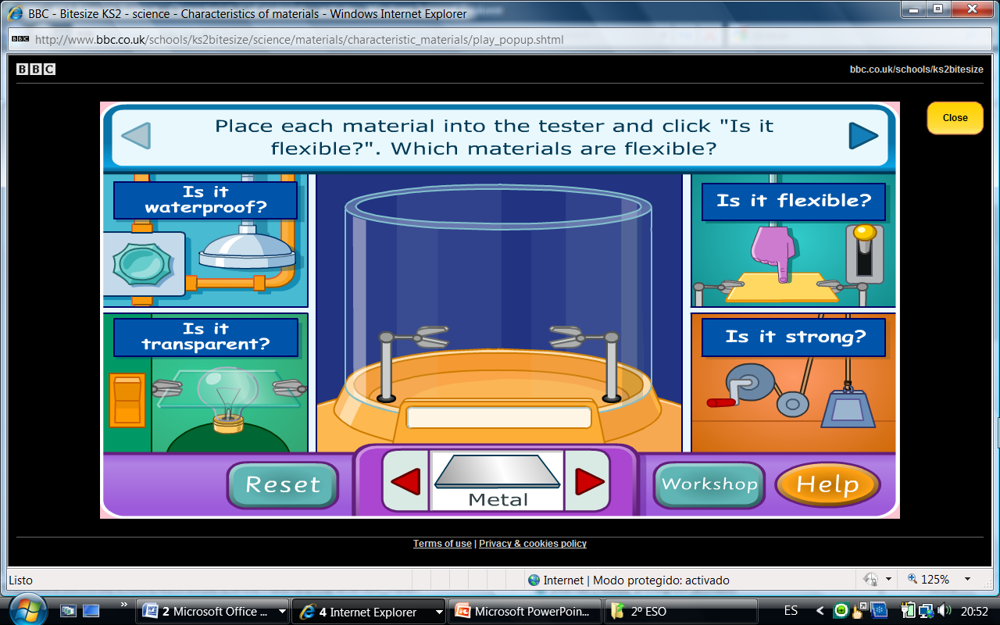 BBC - Bitesize KS2 - science - Characteristics of materials - Windows Internet Explorer
BBC http://www.bbc.co.uk/schools/ks2bitesize/science/materials/characteristic_materials/play_popup.shtml
BBC
bbc.co.uk/schools/ks2bitesize
Close
Place each material into the tester and click "Is it
flexible?". Which materials are flexible?
Is it
waterproof?
Is it flexible?
Is it
transparent?
Is it strong?
Reset
Metal
Workshop
Help
Terms of use | Privacy & cookies policy
Listo
Internet | Modo protegido: activado
125%
» 2 Microsoft Office ...
4 Internet Explorer
Microsoft PowerPoin...
2º ESO
ES
20:52